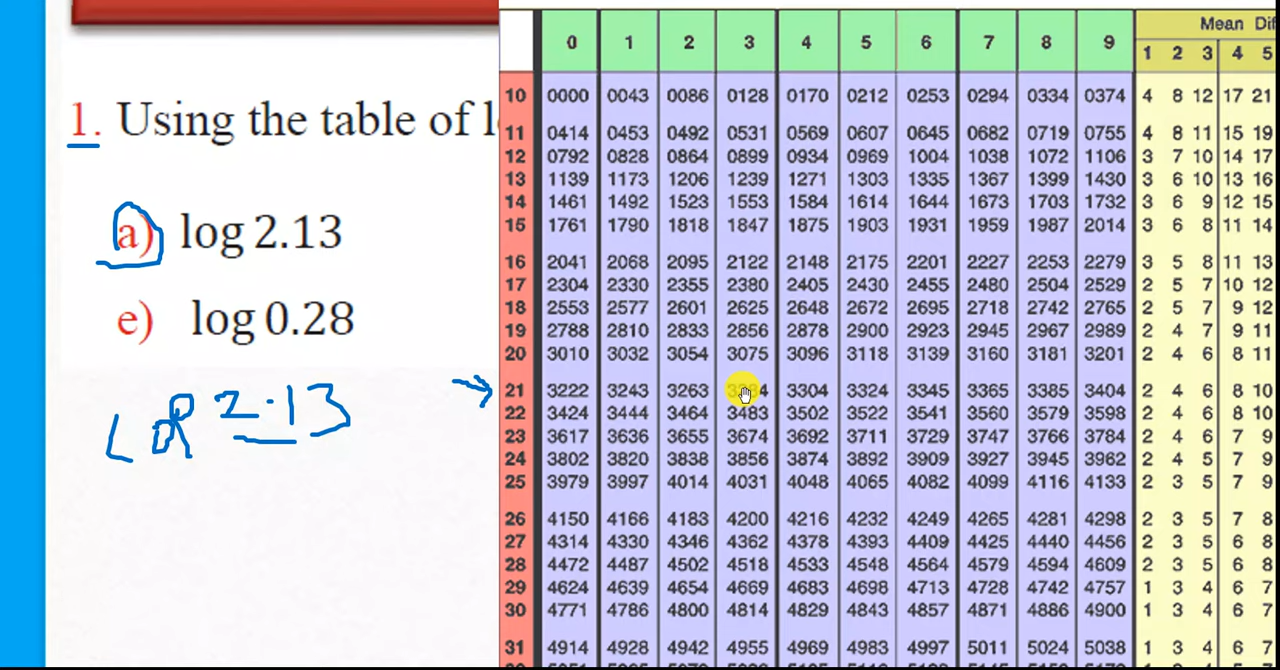 1. Using the table of l
a) log 2.13
e) log 0.28
2.13
Mean Dif
0 1 2 3 4 5 6 7 8 9 1 2 3 4 5
10 0000 0043 0086 0128 0170 0212 0253 0294 0334 0374 4 8 12 17 21
11 0414 0453 0492 0531 0569 0607 0645 0682 0719 0755 4 8 11 15 19
12 0792 0828 0864 0899 0934 0969 1004 1038 1072 1106 3 7 10 14 17
13 1139 1173 1206 1239 1271 1303 1335 1367 1399 1430 3 6 10 13 16
14 1461 1492 1523 1553 1584 1614 1644 1673 1703 1732 3 6 9 12 15
15 1761 1790 1818 1847 1875 1903 1931 1959 1987 2014 3 6 8 11 14
16 2041 2068 2095 2122 2148 2175 2201 2227 2253 2279 3 5 8 11 13
17 2304 2330 2355 2380 2405 2430 2455 2480 2504 2529 2 5 7 10 12
18 2553 2577 2601 2625 2648 2672 2695 2718 2742 2765 2 5 7 9 12
19 2788 2810 2833 2856 2878 2900 2923 2945 2967 2989 2 4 7 9 11
20 3010 3032 3054 3075 3096 3118 3139 3160 3181 3201 2 4 6 8 11
21 3222 3243 3263 3304 3324 3345 3365 3385 3404 2 4 6 8 10
22 3424 3444 3464 3483 3502 3522 3541 3560 3579 3598 2 4 6 8 10
23 3617 3636 3655 3674 3692 3711 3729 3747 3766 3784 2 4 6 7 9
24 3802 3820 3838 3856 3874 3892 3909 3927 3945 3962 2 4 5 7 9
25 3979 3997 4014 4031 4048 4065 4082 4099 4116 4133 2 3 5 7 9
26 4150 4166 4183 4200 4216 4232 4249 4265 4281 4298 2 3 5 7 8
27 4314 4330 4346 4362 4378 4393 4409 4425 4440 4456 2 3 5 6 8
28 4472 4487 4502 4518 4533 4548 4564 4579 4594 4609 2 3 5 6 8
29 4624 4639 4654 4669 4683 4698 4713 4728 4742 4757 1 3 4 6 7
30 4771 4786 4800 4814 4829 4843 4857 4871 4886 4900 1 3 4 6 7
31 4914 4928 4942 4955 4969 4983 4997 5011 5024 5038 1 3 4 6 7